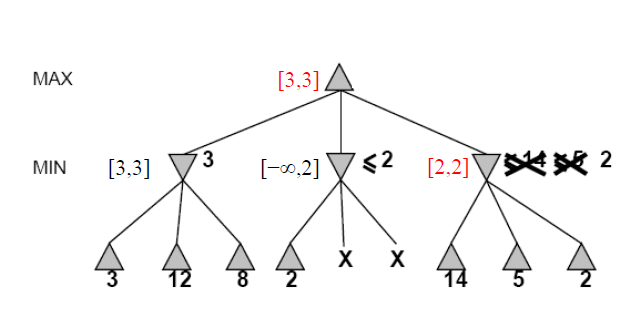 MAX [3,3]
MIN [3,3] 3 [−∞,2] ≤2 [2,2] ≤14 ≤5 2
3 12 8 2 X X 14 5 2